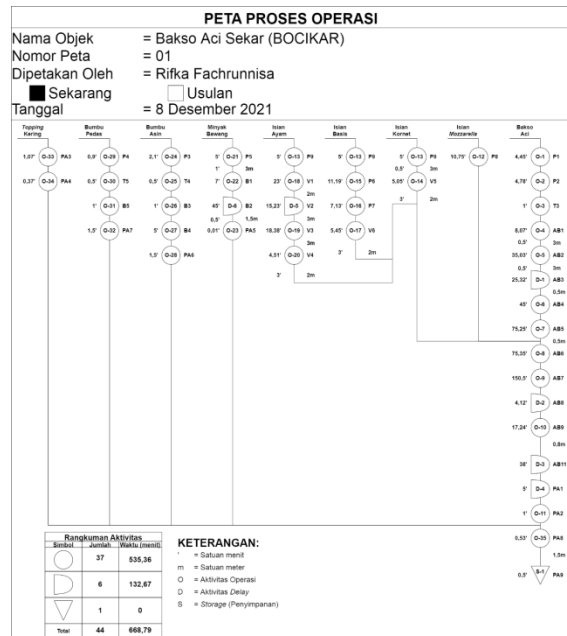 PETA PROSES OPERASI
Nama Objek = Bakso Aci Sekar (BOCIKAR)
Nomor Peta = 01
Dipetakan Oleh = Rifka Fachrunnisa
Sekarang Usulan
Tanggal = 8 Desember 2021
Topping Kering
1,07' O-33 PA3
0,37' O-34 PA4
Bumbu Pedas
0,9' O-29 P4
0,5' O-30 T5
1' O-31 B5
1,5' O-32 PA7
Bumbu Asin
2,1' O-24 P3
0,5' O-25 T4
1' O-26 B3
5' O-27 B4
1,5' O-28 PA6
Minyak Bawang
5' O-21 P5
1' 3m
7' O-22 B1
45' D-6 B2
0,5' 1,5m
0,01' O-23 PA5
Isian Ayam
5' O-13 P9
23' O-18 V1
2m
15,23' D-5 V2
3m
18,38' O-19 V3
3m
4,51' O-20 V4
3' 2m
Isian Basis
5' O-13 P9
11,19' O-15 P6
7,13' O-16 P7
5,45' O-17 V6
3' 2m
Isian Kornet
5' O-13 P8
0,5' 3m
5,05' O-14 V5
3' 2m
Isian Mozzarella
10,75' O-12 P8
Bakso Aci
4,45' O-1 P1
4,78' O-2 P2
1' O-3 T3
8,07' O-4 AB1
0,5' 3m
35,03' O-5 AB2
0,5' 3m
25,32' D-1 AB3
0,5m
45' O-6 AB4
75,25' O-7 AB5
0,5m
75,35' O-8 AB6
150,5' O-9 AB7
4,12' D-2 AB8
17,24' O-10 AB9
0,8m
38' D-3 AB11
5' D-4 PA1
1' O-11 PA2
0,53' O-35 PA8
1,5m
0,5' S-1 PA9
Rangkuman Aktivitas
Simbol Jumlah Waktu (menit)
37 535,36
6 132,67
1 0
Total 44 668,79
KETERANGAN:
' = Satuan menit
m = Satuan meter
O = Aktivitas Operasi
D = Aktivitas Delay
S = Storage (Penyimpanan)